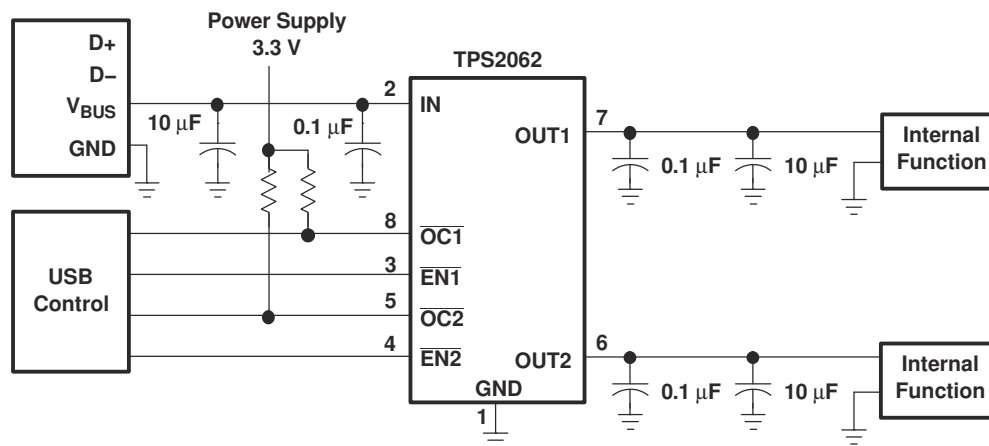 Power Supply
3.3 V
TPS2062
D+
D−
V_BUS
GND
10 µF
0.1 µF
2
IN
8
OC1
3
EN1
5
OC2
4
EN2
GND
1
OUT1
7
OUT2
6
USB
Control
0.1 µF
10 µF
Internal
Function
0.1 µF
10 µF
Internal
Function